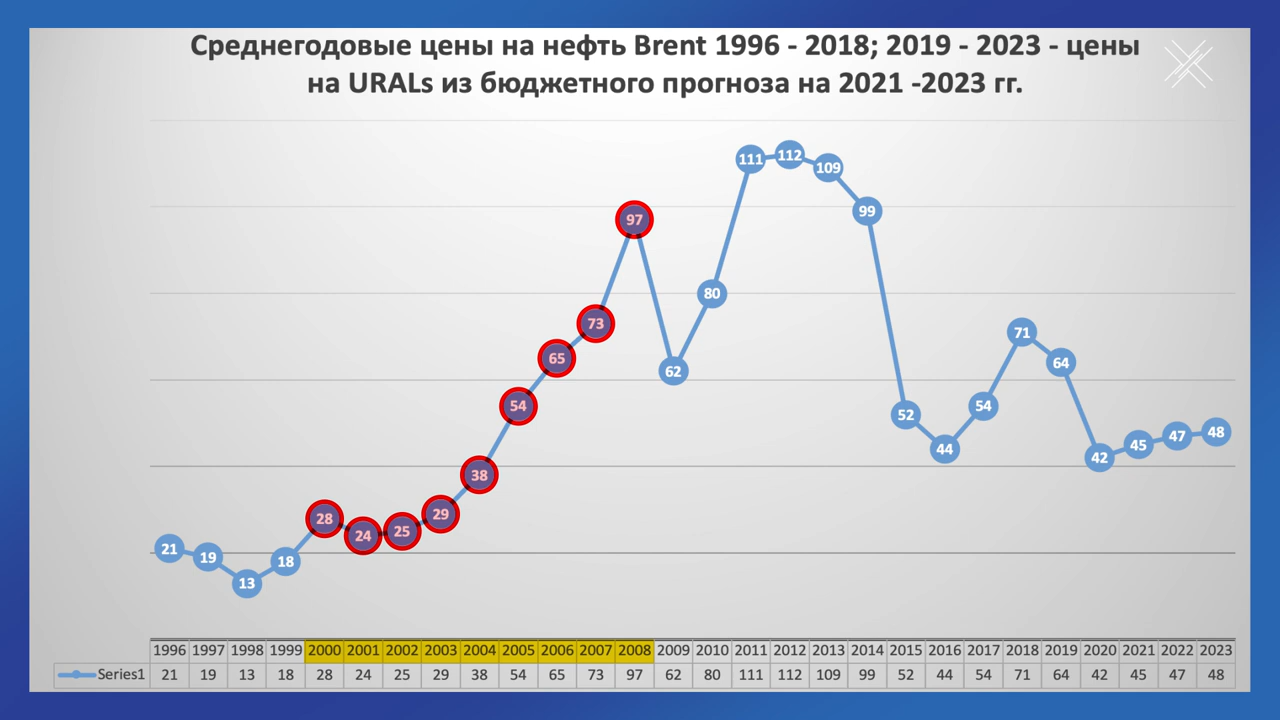 Среднегодовые цены на нефть Brent 1996 - 2018; 2019 - 2023 - цены
на URALs из бюджетного прогноза на 2021 -2023 гг.
21 19 13 18 28 24 25 29 38 54 65 73 97 62 80 111 112 109 99 52 44 54 71 64 42 45 47 48
1996 1997 1998 1999 2000 2001 2002 2003 2004 2005 2006 2007 2008 2009 2010 2011 2012 2013 2014 2015 2016 2017 2018 2019 2020 2021 2022 2023
Series1 21 19 13 18 28 24 25 29 38 54 65 73 97 62 80 111 112 109 99 52 44 54 71 64 42 45 47 48